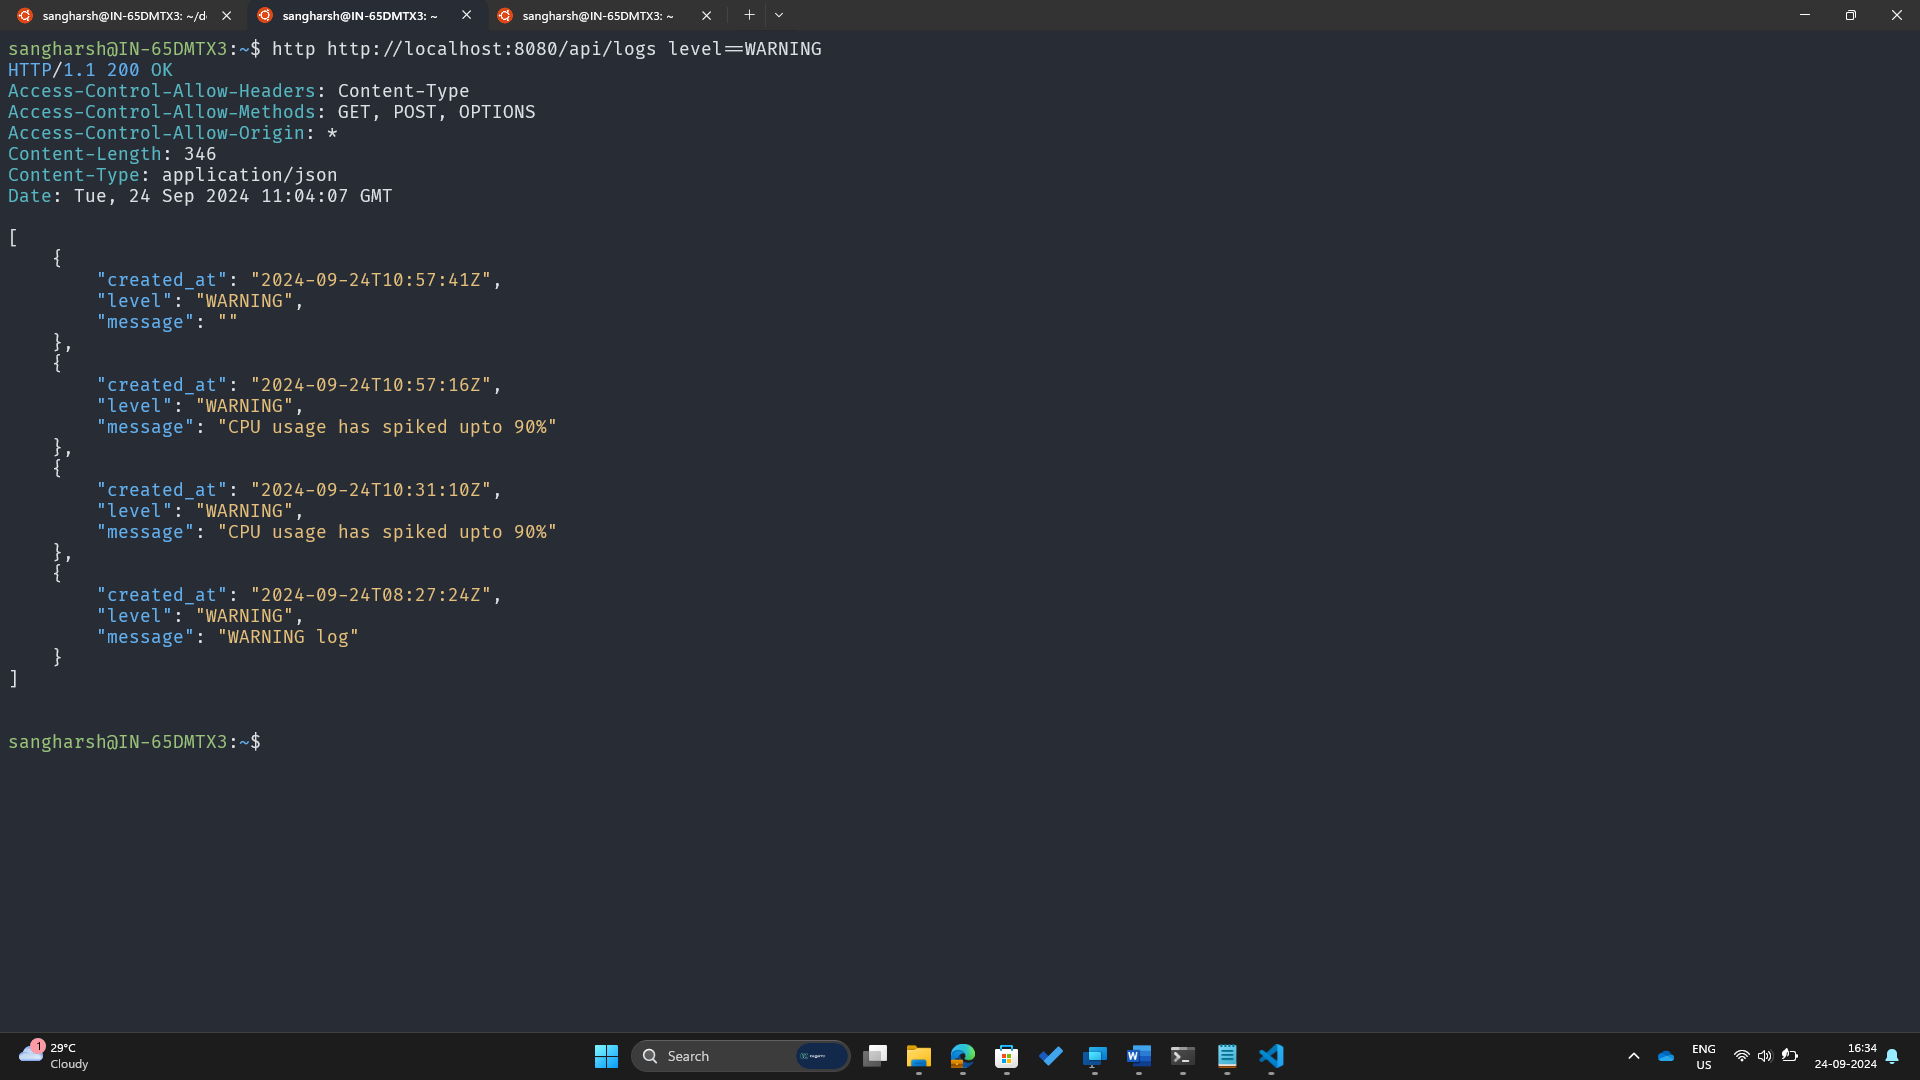 sangharsh@IN-65DMTX3: ~/d
sangharsh@IN-65DMTX3: ~
sangharsh@IN-65DMTX3: ~
sangharsh@IN-65DMTX3:~$ http http://localhost:8080/api/logs level==WARNING
HTTP/1.1 200 OK
Access-Control-Allow-Headers: Content-Type
Access-Control-Allow-Methods: GET, POST, OPTIONS
Access-Control-Allow-Origin: *
Content-Length: 346
Content-Type: application/json
Date: Tue, 24 Sep 2024 11:04:07 GMT
[
    {
        "created_at": "2024-09-24T10:57:41Z",
        "level": "WARNING",
        "message": ""
    },
    {
        "created_at": "2024-09-24T10:57:16Z",
        "level": "WARNING",
        "message": "CPU usage has spiked upto 90%"
    },
    {
        "created_at": "2024-09-24T10:31:10Z",
        "level": "WARNING",
        "message": "CPU usage has spiked upto 90%"
    },
    {
        "created_at": "2024-09-24T08:27:24Z",
        "level": "WARNING",
        "message": "WARNING log"
    }
]
sangharsh@IN-65DMTX3:~$
1
29°C
Cloudy
Search
ENG
US
16:34
24-09-2024